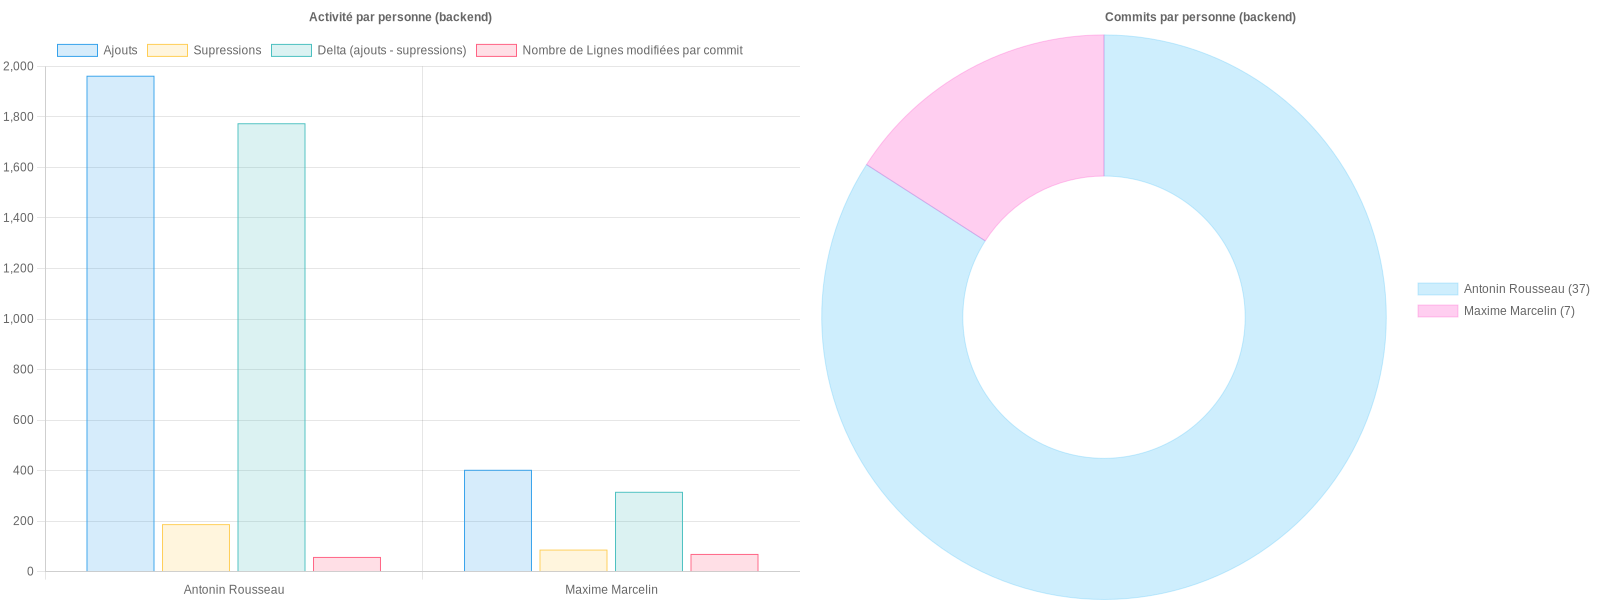 Activité par personne (backend)
Ajouts
Supressions
Delta (ajouts - supressions)
Nombre de Lignes modifiées par commit
2,000
1,800
1,600
1,400
1,200
1,000
800
600
400
200
0
Antonin Rousseau
Maxime Marcelin
Commits par personne (backend)
Antonin Rousseau (37)
Maxime Marcelin (7)